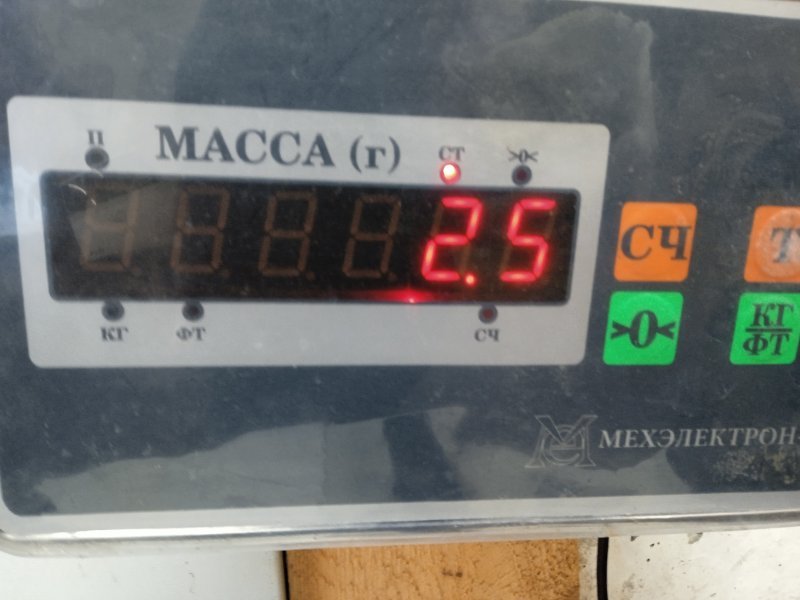 П МАССА (г) СТ >0<
2.5
КГ ФТ СЧ
СЧ Т
>0< КГ/ФТ
МЕХЭЛЕКТРОН